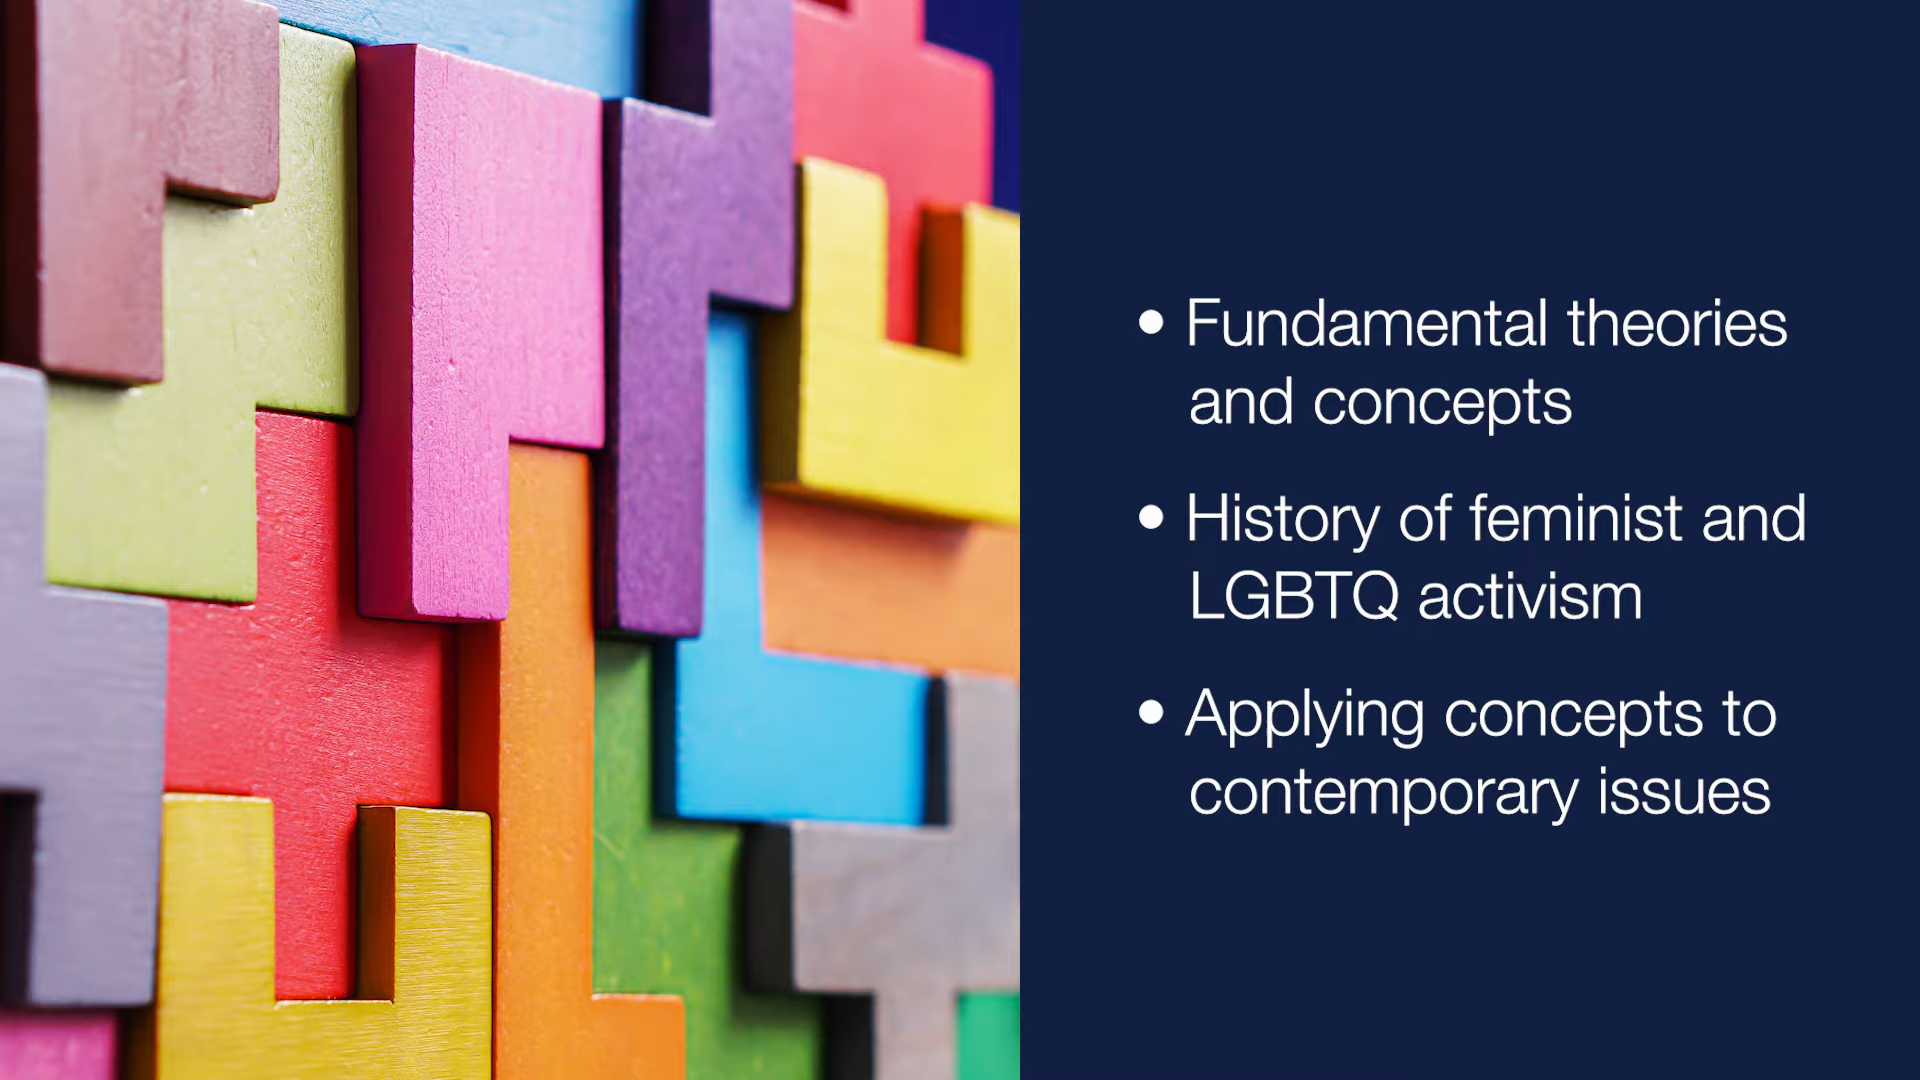 • Fundamental theories
and concepts
• History of feminist and
LGBTQ activism
• Applying concepts to
contemporary issues